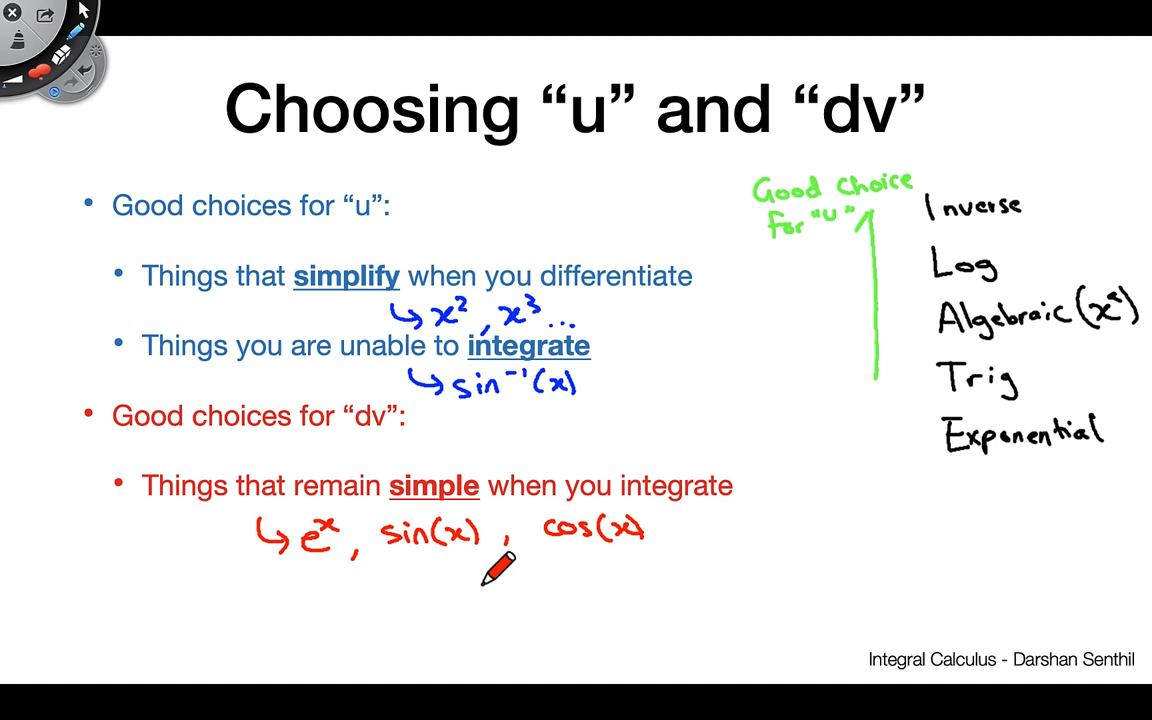 Choosing “u” and “dv”
• Good choices for “u”:
• Things that simplify when you differentiate
↳ x², x³...
• Things you are unable to integrate
↳ sin⁻¹(x)
• Good choices for “dv”:
• Things that remain simple when you integrate
↳ eˣ, sin(x), cos(x)
Good choice
for "u"
Inverse
Log
Algebraic (x²)
Trig
Exponential
Integral Calculus - Darshan Senthil